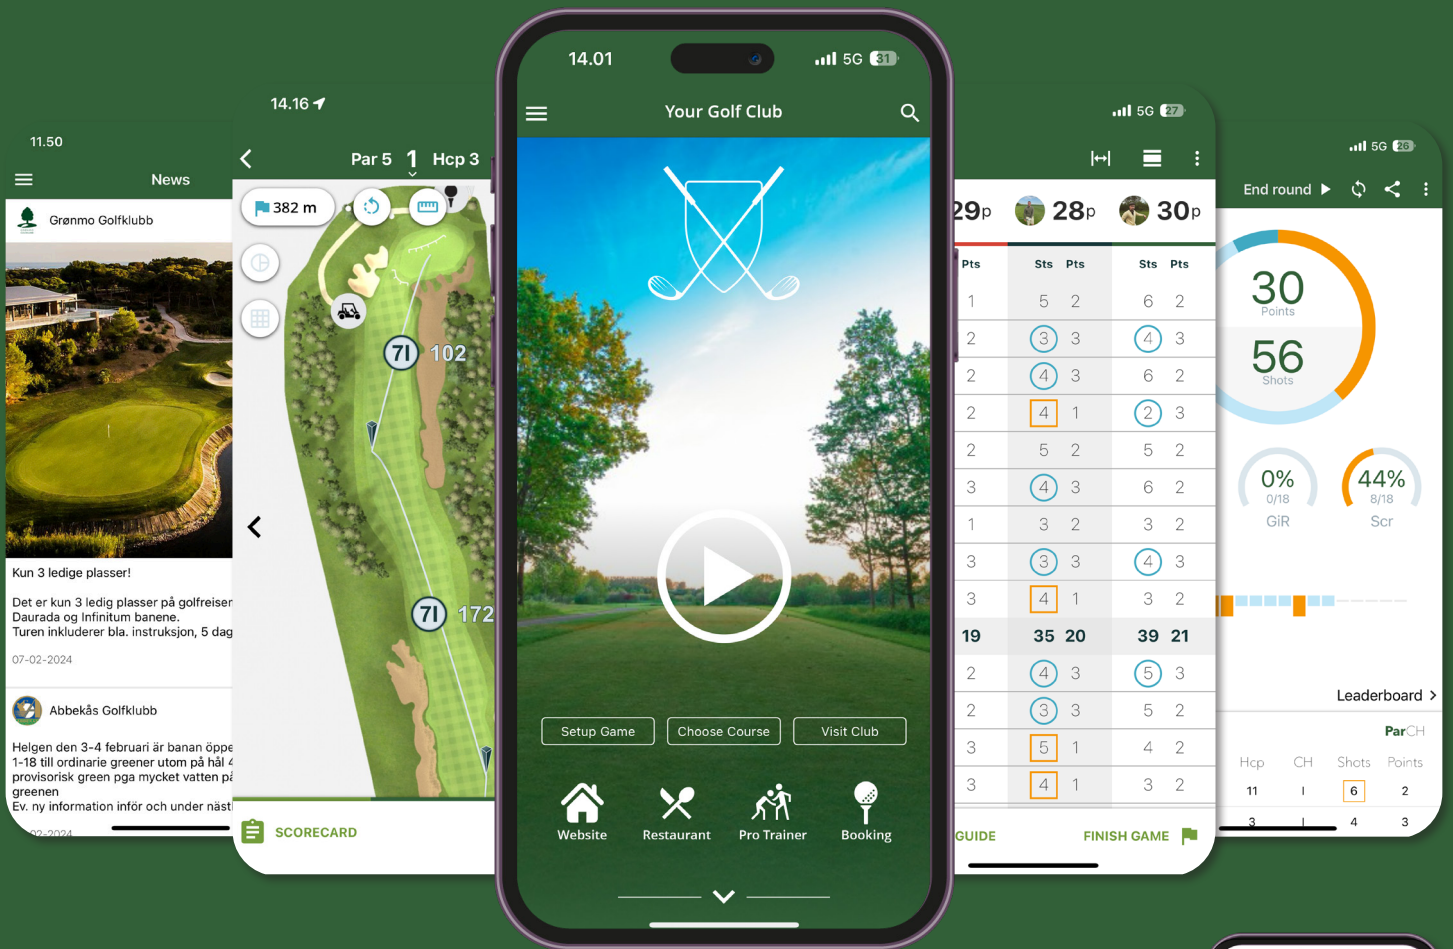 11.50
News
Grønmo Golfklubb
Kun 3 ledige plasser!
Det er kun 3 ledig plasser på golfreiser
Daurada og Infinitum banene.
Turen inkluderer bla. instruksjon, 5 dag
07-02-2024
Abbekås Golfklubb
Helgen den 3-4 februari är banan öppe
1-18 till ordinarie greener utom på hål 4
provisorisk green pga mycket vatten på
greenen
Ev. ny information inför och under näst
02-2024
14.16
Par 5 1 Hcp 3
382 m
7I 102
7I 172
SCORECARD
14.01
5G 31
Your Golf Club
Setup Game Choose Course Visit Club
Website Restaurant Pro Trainer Booking
5G 27
29p 28p 30p
Pts Sts Pts Sts Pts
1 5 2 6 2
2 3 3 4 3
2 4 3 6 2
2 4 1 2 3
2 5 2 5 2
3 4 3 6 2
1 3 2 3 2
3 3 3 4 3
3 4 1 3 2
19 35 20 39 21
2 4 3 5 3
2 3 3 5 2
3 5 1 4 2
3 4 1 3 2
GUIDE FINISH GAME
5G 26
End round
30
Points
56
Shots
0% 44%
0/18 8/18
GiR Scr
Leaderboard
ParCH
Hcp CH Shots Points
11 I 6 2
3 I 4 3